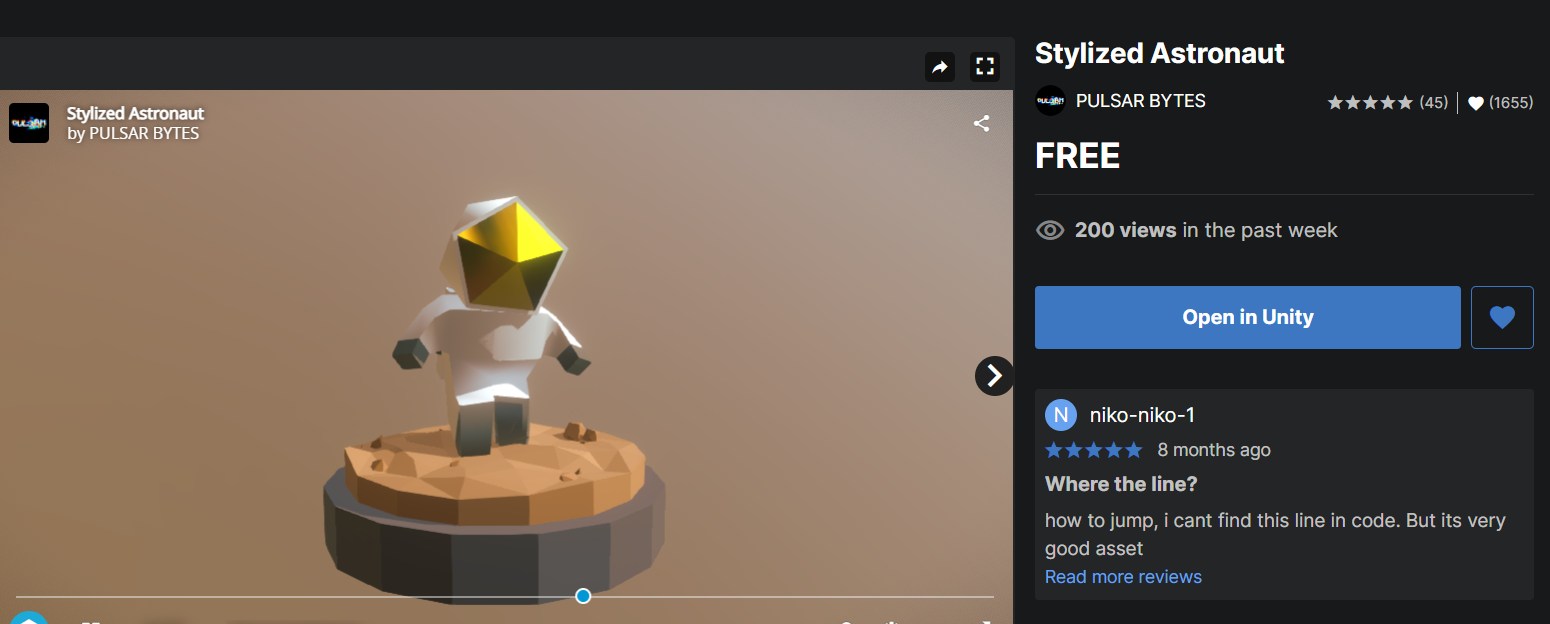 Stylized Astronaut
by PULSAR BYTES
Stylized Astronaut
PULSAR BYTES
(45)
(1655)
FREE
200 views in the past week
Open in Unity
N
niko-niko-1
8 months ago
Where the line?
how to jump, i cant find this line in code. But its very
good asset
Read more reviews